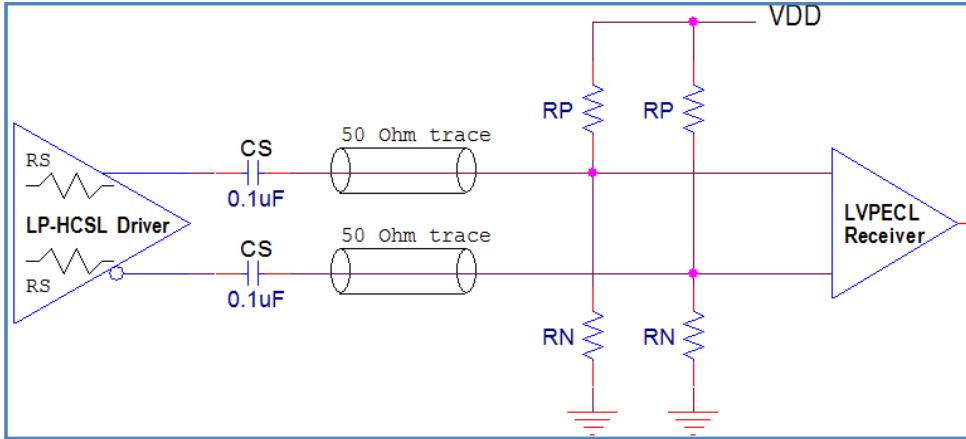 VDD
RP
RP
50 Ohm trace
CS
0.1uF
RS
LP-HCSL Driver
RS
50 Ohm trace
CS
0.1uF
LVPECL
Receiver
RN
RN